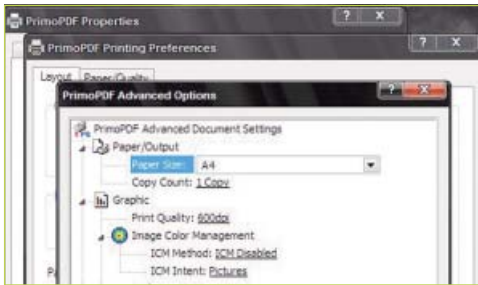 PrimoPDF Properties
PrimoPDF Printing Preferences
Layout Paper/Quality
PrimoPDF Advanced Options
PrimoPDF Advanced Document Settings
Paper/Output
Paper Size: A4
Copy Count: 1 Copy
Graphic
Print Quality: 600dpi
Image Color Management
ICM Method: ICM Disabled
ICM Intent: Pictures